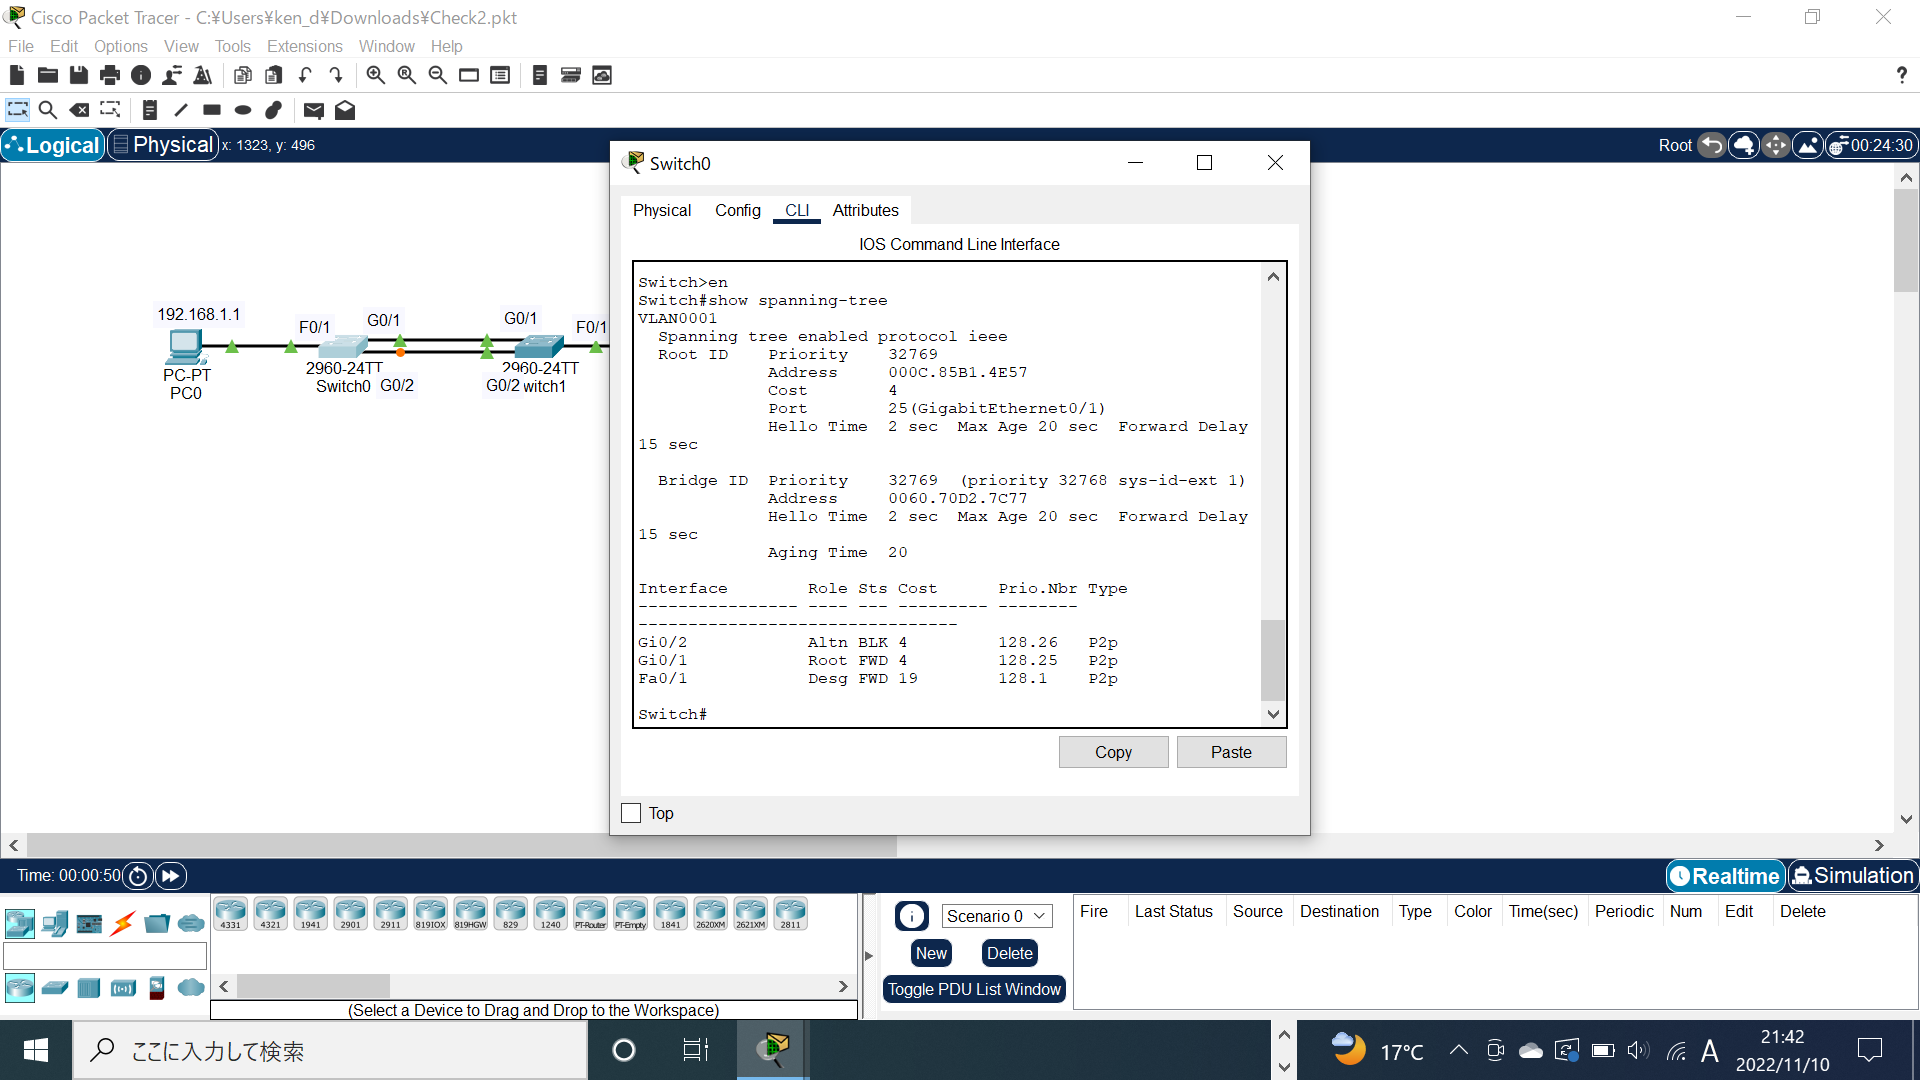 Cisco Packet Tracer - C:¥Users¥ken_d¥Downloads¥Check2.pkt
File Edit Options View Tools Extensions Window Help
?
Logical Physical x: 1323, y: 496
Root 00:24:30
Switch0
Physical Config CLI Attributes
IOS Command Line Interface
Switch>en
Switch#show spanning-tree
VLAN0001
Spanning tree enabled protocol ieee
Root ID Priority 32769
Address 000C.85B1.4E57
Cost 4
Port 25(GigabitEthernet0/1)
Hello Time 2 sec Max Age 20 sec Forward Delay
15 sec
Bridge ID Priority 32769 (priority 32768 sys-id-ext 1)
Address 0060.70D2.7C77
Hello Time 2 sec Max Age 20 sec Forward Delay
15 sec
Aging Time 20
Interface Role Sts Cost Prio.Nbr Type
---------------- ---- --- --------- --------
--------------------------------
Gi0/2 Altn BLK 4 128.26 P2p
Gi0/1 Root FWD 4 128.25 P2p
Fa0/1 Desg FWD 19 128.1 P2p
Switch#
Copy Paste
Top
192.168.1.1
F0/1 G0/1 G0/1 F0/1
PC-PT
PC0
2960-24TT
Switch0 G0/2
2960-24TT
G0/2 witch1
Time: 00:00:50
Realtime Simulation
4331 4321 1941 2901 2911 819IOX 819HGW 829 1240 PT-Router PT-Empty 1841 2620XM 2621XM 2811
(Select a Device to Drag and Drop to the Workspace)
Scenario 0
New Delete
Toggle PDU List Window
Fire Last Status Source Destination Type Color Time(sec) Periodic Num Edit Delete
ここに入力して検索
17°C
A
21:42
2022/11/10